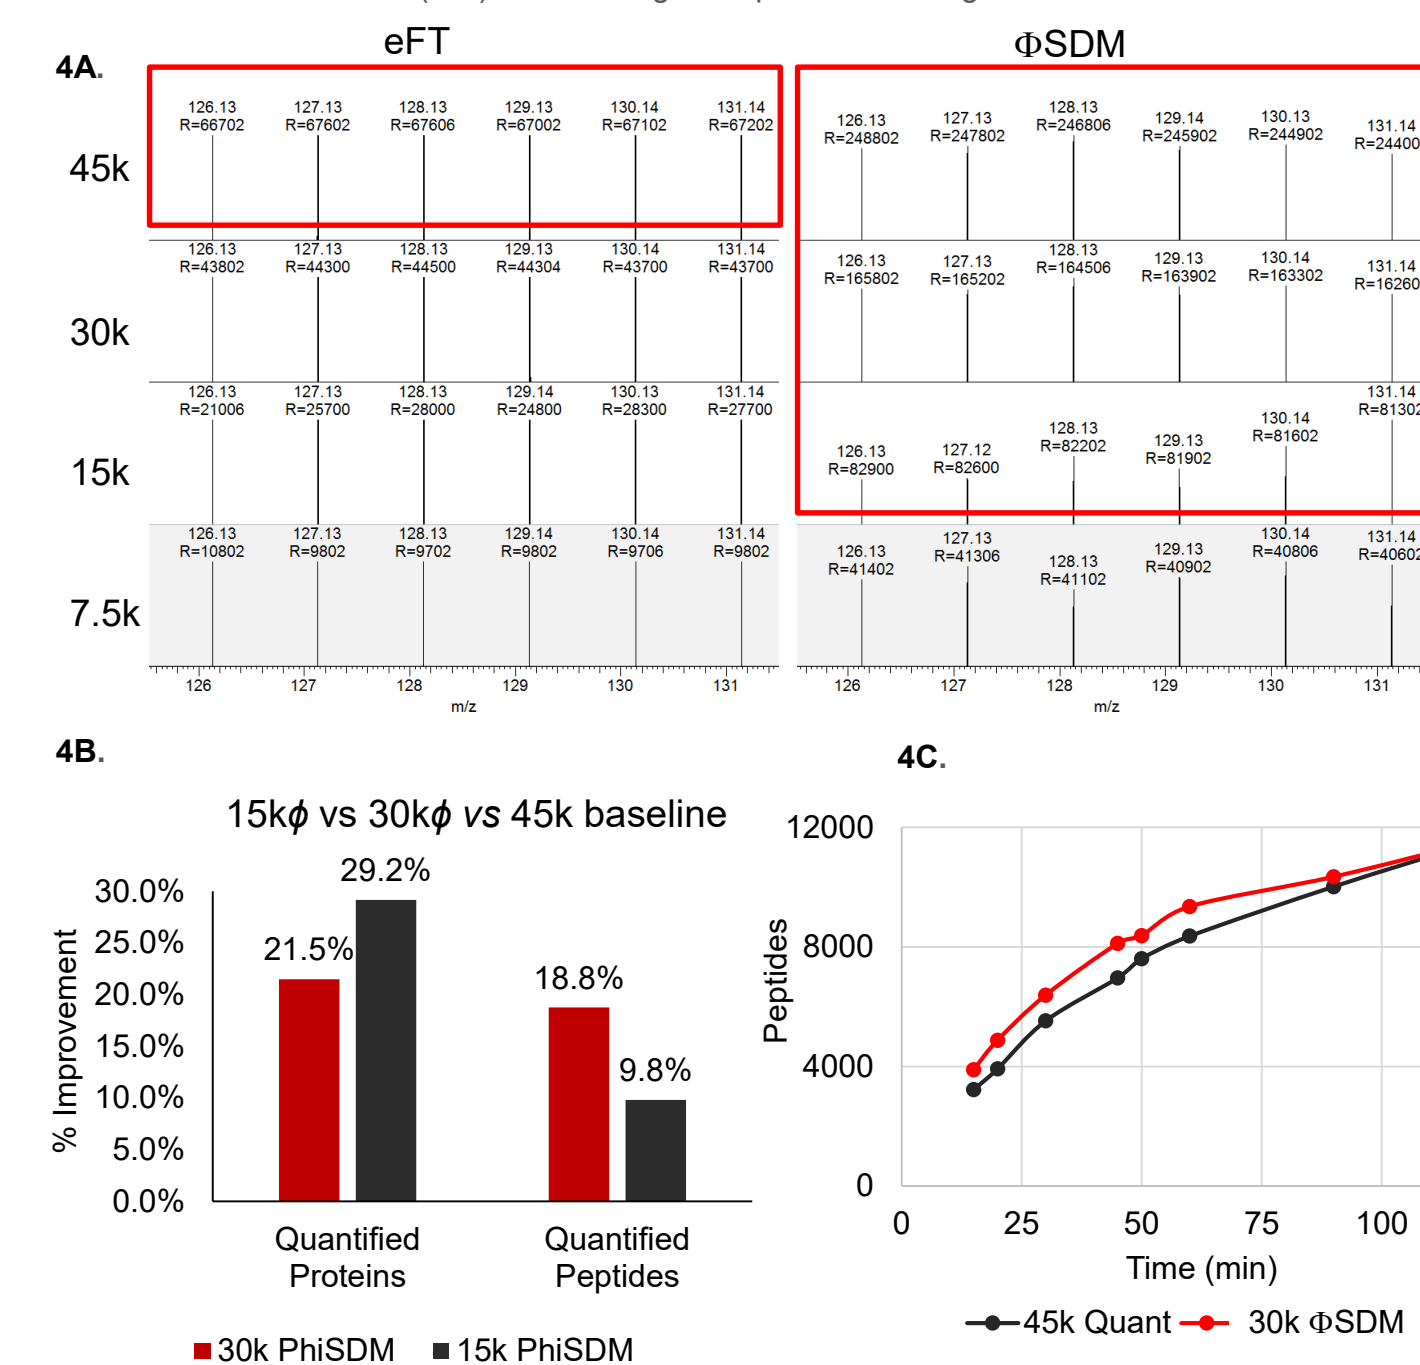 eFT
ΦSDM
4A.
126.13 127.13 128.13 129.13 130.14 131.14
R=66702 R=67602 R=67606 R=67002 R=67102 R=67202
126.13 127.13 128.13 129.14 130.13 131.14
R=248802 R=247802 R=246806 R=245902 R=244902 R=24400
45k
126.13 127.13 128.13 129.13 130.14 131.14
R=43802 R=44300 R=44500 R=44304 R=43700 R=43700
126.13 127.13 128.13 129.13 130.14 131.14
R=165802 R=165202 R=164506 R=163902 R=163302 R=16260
30k
126.13 127.13 128.13 129.14 130.13 131.14
R=21006 R=25700 R=28000 R=24800 R=28300 R=27700
126.13 127.12 128.13 129.13 130.14 131.14
R=82900 R=82600 R=82202 R=81902 R=81602 R=81302
15k
126.13 127.13 128.13 129.14 130.14 131.14
R=10802 R=9802 R=9702 R=9802 R=9706 R=9802
126.13 127.13 128.13 129.13 130.14 131.14
R=41402 R=41306 R=41102 R=40902 R=40806 R=40602
7.5k
126 127 128 129 130 131
m/z
126 127 128 129 130 131
m/z
4B.
15kϕ vs 30kϕ vs 45k baseline
% Improvement
30.0%
25.0%
20.0%
15.0%
10.0%
5.0%
0.0%
21.5%
29.2%
18.8%
9.8%
Quantified
Proteins
Quantified
Peptides
30k PhiSDM
15k PhiSDM
4C.
Peptides
12000
8000
4000
0
0 25 50 75 100
Time (min)
45k Quant
30k ΦSDM